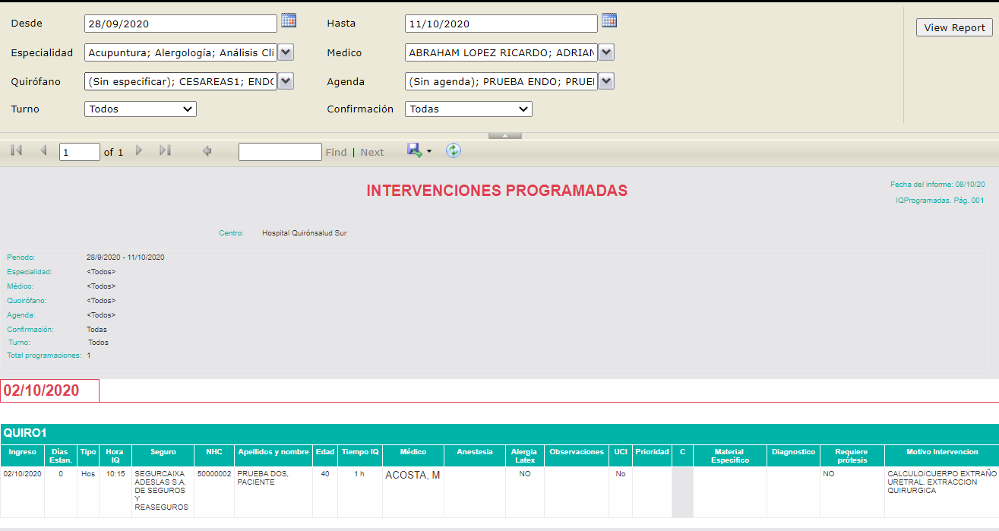 Desde 28/09/2020 Hasta 11/10/2020 View Report
Especialidad Acupuntura; Alergología; Análisis Cli Medico ABRAHAM LOPEZ RICARDO; ADRIAN
Quirófano (Sin especificar); CESAREAS1; ENDO Agenda (Sin agenda); PRUEBA ENDO; PRUEI
Turno Todos Confirmación Todas
1 of 1 Find | Next
INTERVENCIONES PROGRAMADAS
Fecha del informe: 08/10/20
IQProgramadas. Pág. 001
Centro: Hospital Quirónsalud Sur
Periodo: 28/9/2020 - 11/10/2020
Especialidad: <Todos>
Médico: <Todos>
Quoirófano: <Todos>
Agenda: <Todos>
Confirmación: Todas
Turno: Todos
Total programaciones: 1
02/10/2020
QUIRO1
Ingreso Días Estan. Tipo Hora IQ Seguro NHC Apellidos y nombre Edad Tiempo IQ Médico Anestesia Alergia Latex Observaciones UCI Prioridad C Material Especifico Diagnostico Requiere prótesis Motivo Intervencion
02/10/2020 0 Hos 10:15 SEGURCAIXA 50000002 PRUEBA DOS, 40 1 h ACOSTA, M NO No NO CALCULO/CUERPO EXTRAÑO
ADESLAS S.A. PACIENTE URETRAL. EXTRACCION
DE SEGUROS QUIRURGICA
Y
REASEGUROS